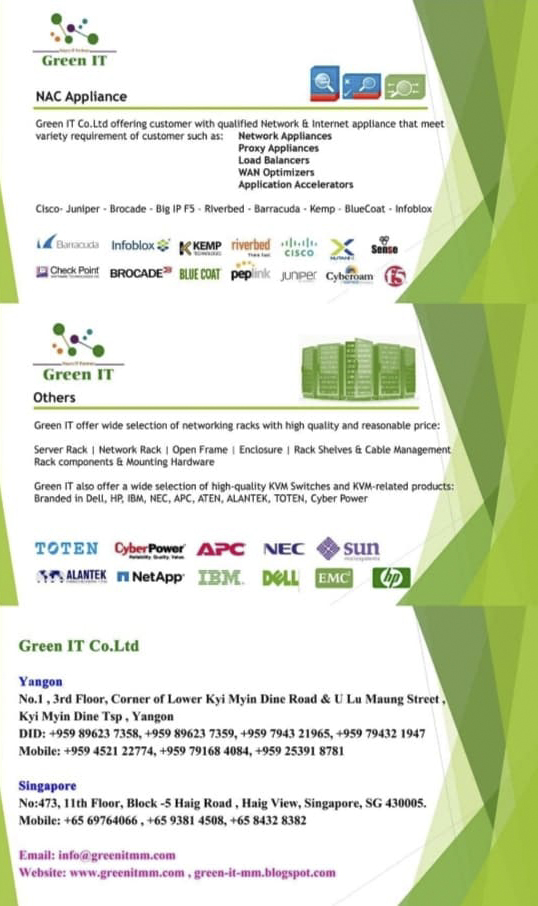 Green IT
NAC Appliance
Green IT Co.Ltd offering customer with qualified Network & Internet appliance that meet
variety requirement of customer such as: Network Appliances
Proxy Appliances
Load Balancers
WAN Optimizers
Application Accelerators
Cisco- Juniper - Brocade - Big IP F5 - Riverbed - Barracuda - Kemp - BlueCoat - Infoblox
Barracuda Infoblox KEMP riverbed CISCO Sense
Check Point BROCADE BLUE COAT peplink JUNIPER Cyberoam f5
Green IT
Others
Green IT offer wide selection of networking racks with high quality and reasonable price:
Server Rack | Network Rack | Open Frame | Enclosure | Rack Shelves & Cable Management
Rack components & Mounting Hardware
Green IT also offer a wide selection of high-quality KVM Switches and KVM-related products:
Branded in Dell, HP, IBM, NEC, APC, ATEN, ALANTEK, TOTEN, Cyber Power
TOTEN CyberPower APC NEC Sun
ALANTEK NetApp IBM DELL EMC² hp
Green IT Co.Ltd
Yangon
No.1 , 3rd Floor, Corner of Lower Kyi Myin Dine Road & U Lu Maung Street ,
Kyi Myin Dine Tsp , Yangon
DID: +959 89623 7358, +959 89623 7359, +959 7943 21965, +959 79432 1947
Mobile: +959 4521 22774, +959 79168 4084, +959 25391 8781
Singapore
No:473, 11th Floor, Block -5 Haig Road , Haig View, Singapore, SG 430005.
Mobile: +65 69764066 , +65 9381 4508, +65 8432 8382
Email: info@greenitmm.com
Website: www.greenitmm.com , green-it-mm.blogspot.com